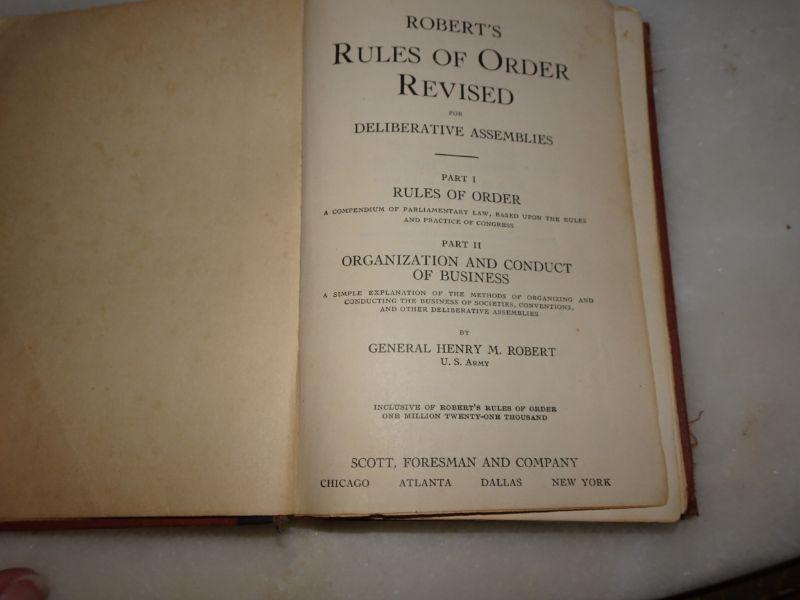 ROBERT'S
RULES OF ORDER
REVISED
FOR
DELIBERATIVE ASSEMBLIES
PART I
RULES OF ORDER
A COMPENDIUM OF PARLIAMENTARY LAW, BASED UPON THE RULES
AND PRACTICE OF CONGRESS
PART II
ORGANIZATION AND CONDUCT
OF BUSINESS
A SIMPLE EXPLANATION OF THE METHODS OF ORGANIZING AND
CONDUCTING THE BUSINESS OF SOCIETIES, CONVENTIONS,
AND OTHER DELIBERATIVE ASSEMBLIES
BY
GENERAL HENRY M. ROBERT
U. S. ARMY
INCLUSIVE OF ROBERT'S RULES OF ORDER
ONE MILLION TWENTY-ONE THOUSAND
SCOTT, FORESMAN AND COMPANY
CHICAGO ATLANTA DALLAS NEW YORK